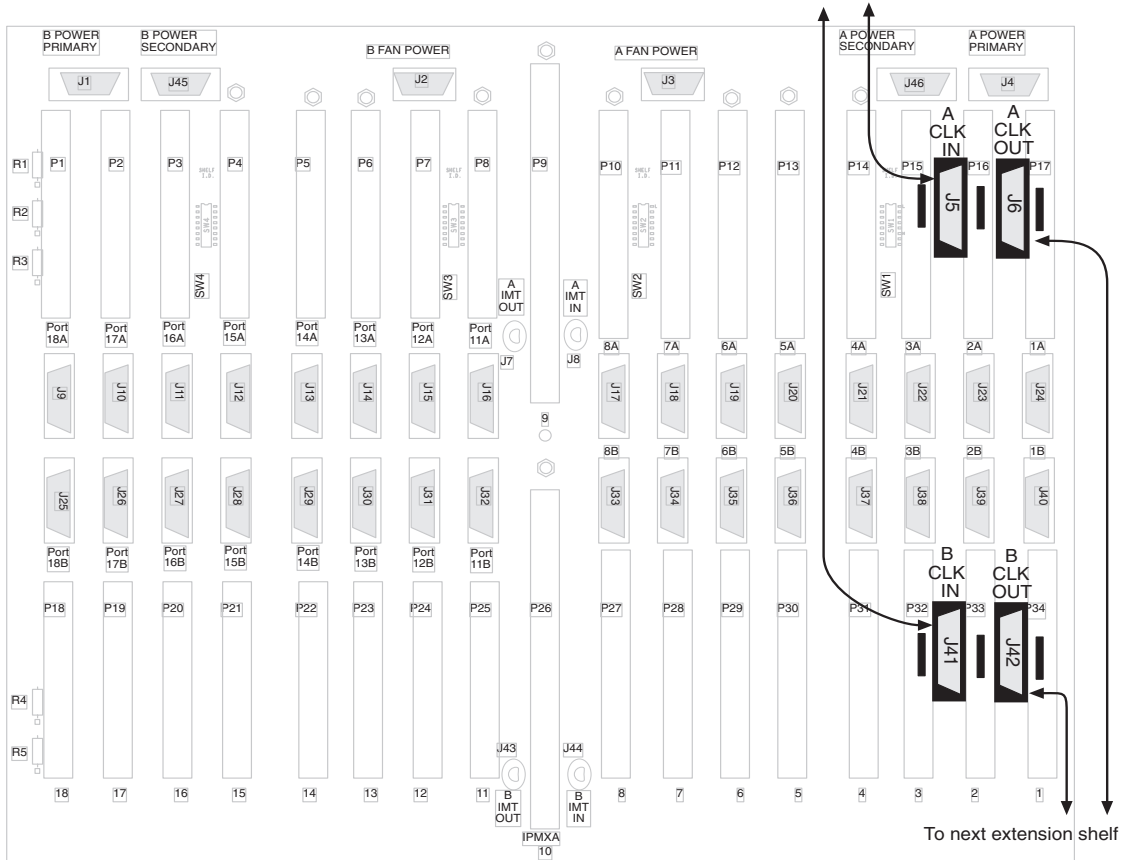 B POWER
PRIMARY
B POWER
SECONDARY
B FAN POWER
A FAN POWER
A POWER
SECONDARY
A POWER
PRIMARY
J1
J45
J2
J3
J46
J4
A
CLK
IN
A
CLK
OUT
R1
P1
P2
P3
P4
P5
P6
P7
P8
P9
P10
P11
P12
P13
P14
P15
P16
P17
SHELF
I.D.
SHELF
I.D.
SHELF
I.D.
J5
J6
R2
R3
SW4
SW3
SW2
SW1
SW4
SW3
SW2
SW1
A
IMT
OUT
A
IMT
IN
J7
J8
Port
18A
Port
17A
Port
16A
Port
15A
Port
14A
Port
13A
Port
12A
Port
11A
8A
7A
6A
5A
4A
3A
2A
1A
J9
J10
J11
J12
J13
J14
J15
J16
J17
J18
J19
J20
J21
J22
J23
J24
9
8B
7B
6B
5B
4B
3B
2B
1B
J25
J26
J27
J28
J29
J30
J31
J32
J33
J34
J35
J36
J37
J38
J39
J40
Port
18B
Port
17B
Port
16B
Port
15B
Port
14B
Port
13B
Port
12B
Port
11B
B
CLK
IN
B
CLK
OUT
P18
P19
P20
P21
P22
P23
P24
P25
P26
P27
P28
P29
P30
P31
P32
P33
P34
J41
J42
R4
R5
J43
J44
B
IMT
OUT
B
IMT
IN
18
17
16
15
14
13
12
11
8
7
6
5
4
3
2
1
IPMXA
10
To next extension shelf